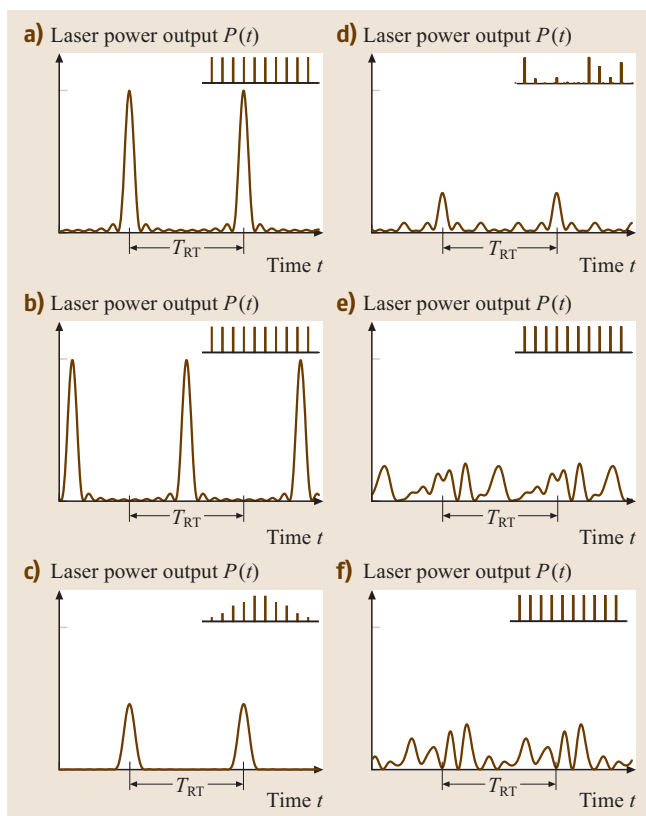 a) Laser power output P(t)
T_RT
Time t
b) Laser power output P(t)
T_RT
Time t
c) Laser power output P(t)
T_RT
Time t
d) Laser power output P(t)
T_RT
Time t
e) Laser power output P(t)
T_RT
Time t
f) Laser power output P(t)
T_RT
Time t